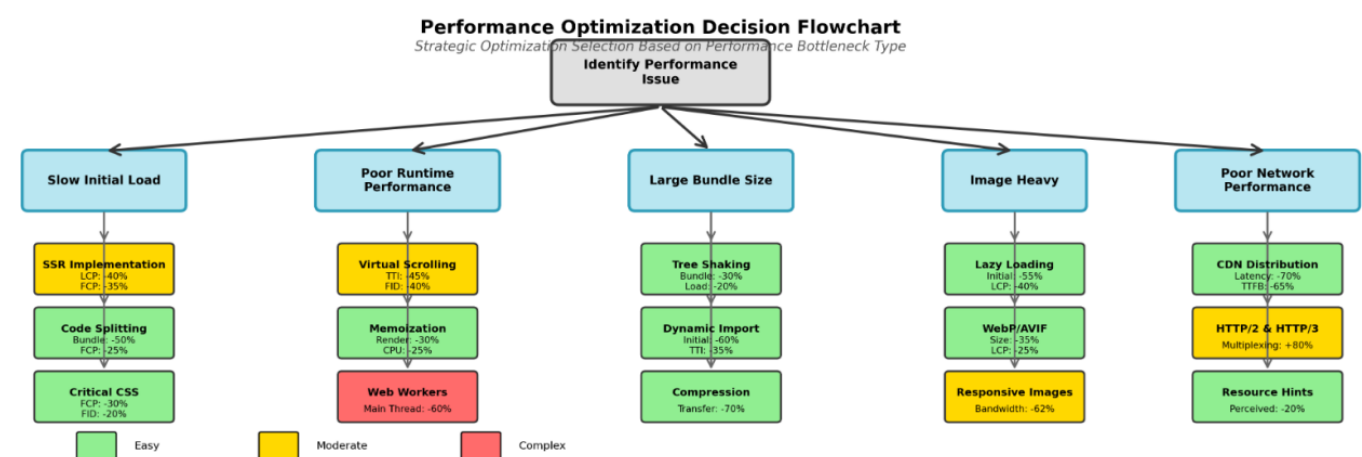 Performance Optimization Decision Flowchart
Strategic Optimization Selection Based on Performance Bottleneck Type
Identify Performance
Issue
Slow Initial Load
Poor Runtime
Performance
Large Bundle Size
Image Heavy
Poor Network
Performance
SSR Implementation
LCP: -40%
FCP: -35%
Virtual Scrolling
TTI: -45%
FID: -40%
Tree Shaking
Bundle: -30%
Load: -20%
Lazy Loading
Initial: -55%
LCP: -40%
CDN Distribution
Latency: -70%
TTFB: -65%
Code Splitting
Bundle: -50%
FCP: -25%
Memoization
Render: -30%
CPU: -25%
Dynamic Import
Initial: -60%
TTI: -35%
WebP/AVIF
Size: -35%
LCP: -25%
HTTP/2 & HTTP/3
Multiplexing: +80%
Critical CSS
FCP: -30%
FID: -20%
Web Workers
Main Thread: -60%
Compression
Transfer: -70%
Responsive Images
Bandwidth: -62%
Resource Hints
Perceived: -20%
Easy
Moderate
Complex